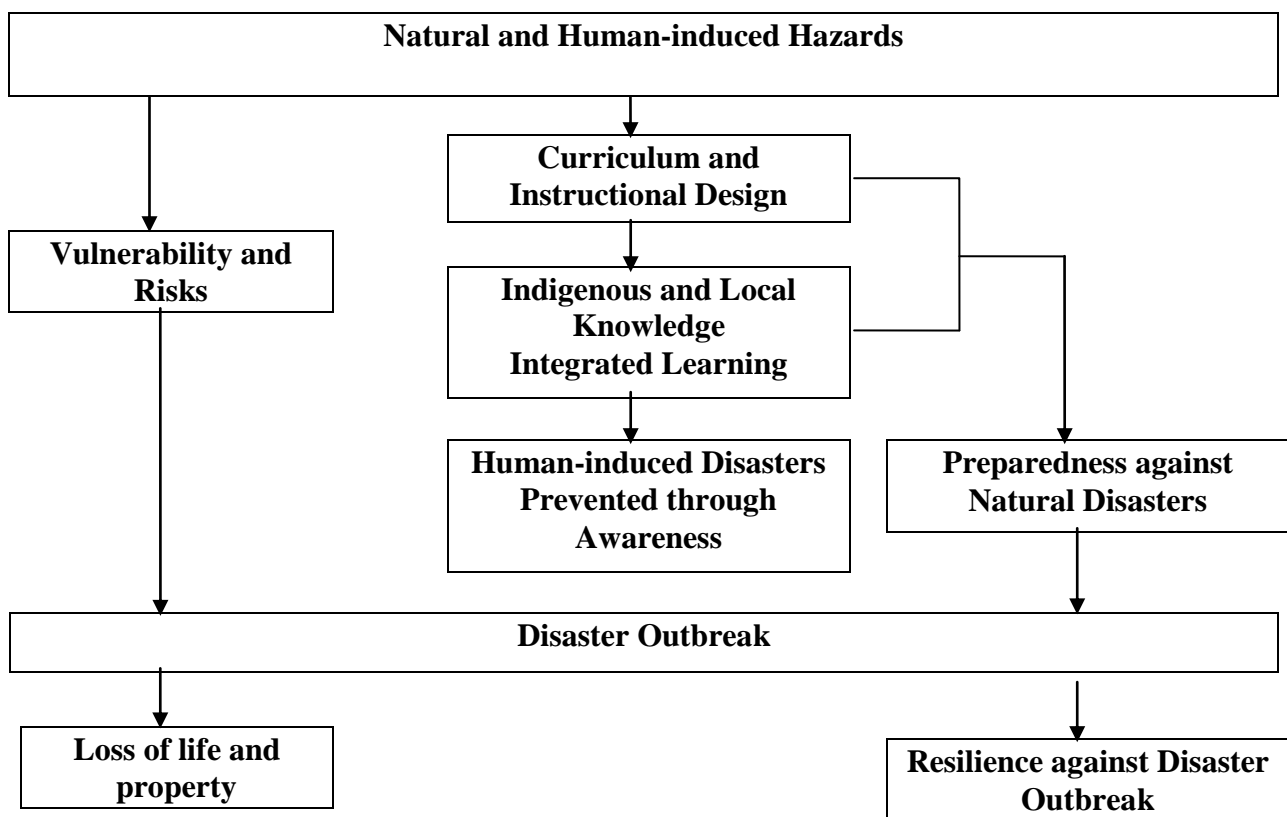 Natural and Human-induced Hazards
Curriculum and
Instructional Design
Vulnerability and
Risks
Indigenous and Local
Knowledge
Integrated Learning
Human-induced Disasters
Prevented through
Awareness
Preparedness against
Natural Disasters
Disaster Outbreak
Loss of life and
property
Resilience against Disaster
Outbreak